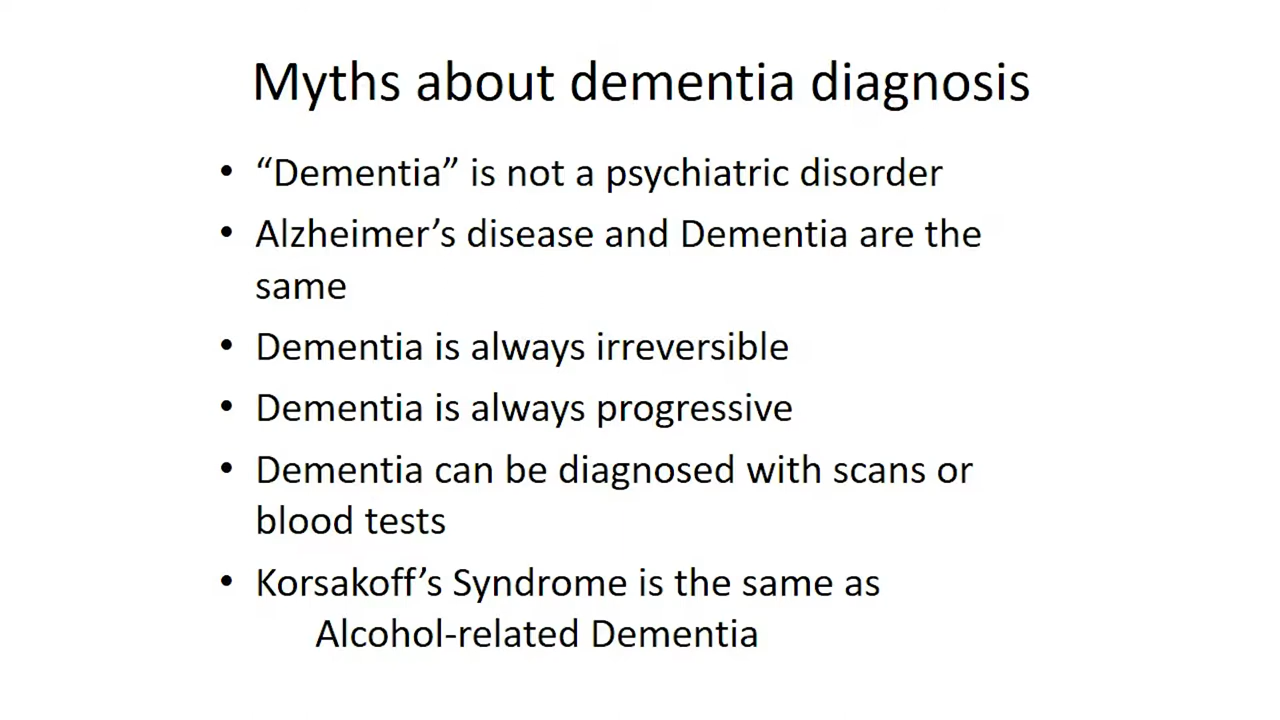 Myths about dementia diagnosis
• “Dementia” is not a psychiatric disorder
• Alzheimer’s disease and Dementia are the
same
• Dementia is always irreversible
• Dementia is always progressive
• Dementia can be diagnosed with scans or
blood tests
• Korsakoff’s Syndrome is the same as
Alcohol-related Dementia